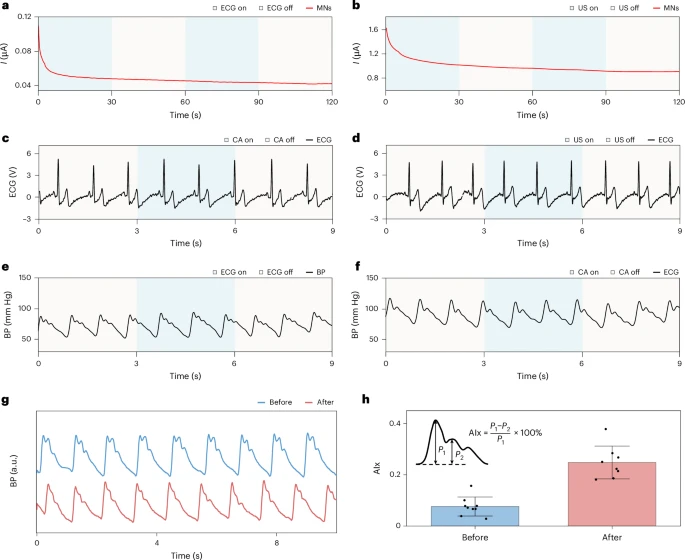 a
ECG on ECG off MNs
0.12
0.08
0.04
I (μA)
0 30 60 90 120
Time (s)
b
US on US off MNs
1.6
1.2
0.8
I (μA)
0 30 60 90 120
Time (s)
c
CA on CA off ECG
6
3
0
−3
ECG (V)
0 3 6 9
Time (s)
d
US on US off ECG
6
3
0
−3
ECG (V)
0 3 6 9
Time (s)
e
ECG on ECG off BP
150
100
50
BP (mm Hg)
0 3 6 9
Time (s)
f
CA on CA off ECG
150
100
50
BP (mm Hg)
0 3 6 9
Time (s)
g
Before After
BP (a.u.)
0 4 8
Time (s)
h
0.4
0.2
0
AIx
P1 P2
AIx = P1–P2 / P1 × 100%
Before After